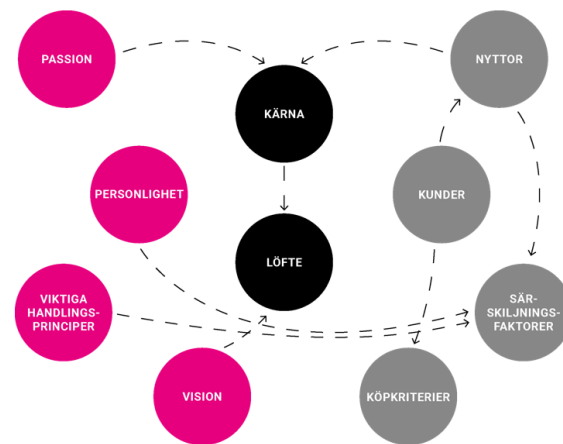 PASSION
NYTTOR
KÄRNA
PERSONLIGHET
KUNDER
LÖFTE
VIKTIGA
HANDLINGS-
PRINCIPER
SÄR-
SKILJNINGS-
FAKTORER
VISION
KÖPKRITERIER